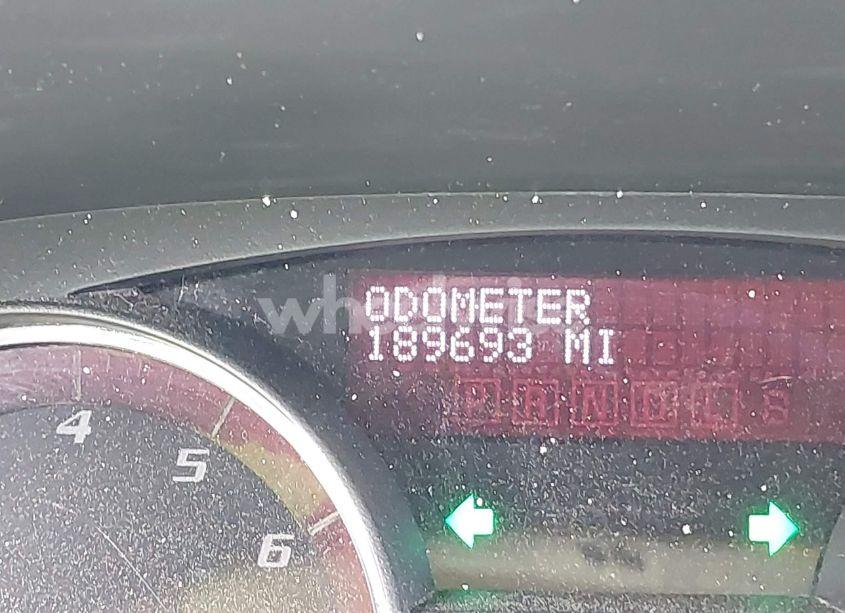 ODOMETER
189693 MI
P R N D L S
4
5
6